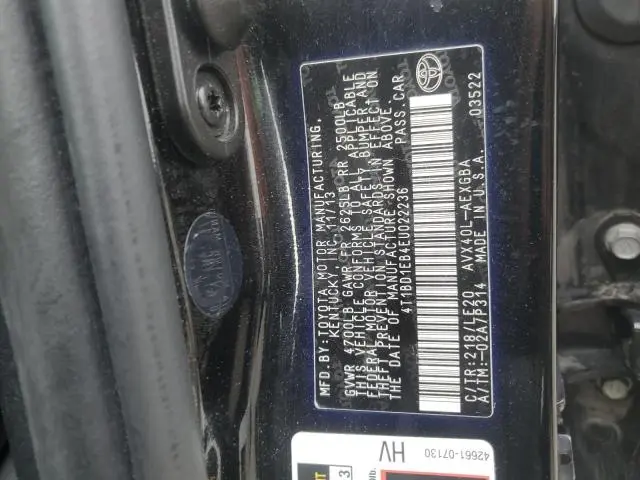 MFD. BY: TOYOTA MOTOR MANUFACTURING,
KENTUCKY, INC. 11/13
GVWR 4700LB GAWR FR 2625LB RR 2500LB
THIS VEHICLE CONFORMS TO ALL APPLICABLE
FEDERAL MOTOR VEHICLE SAFETY, BUMPER, AND
THEFT PREVENTION STANDARDS IN EFFECT ON
THE DATE OF MANUFACTURE SHOWN ABOVE.
4T1BD1EB4EU022236 PASS. CAR
C/TR:218/LE20 AVX40L-AEXGBA
A/TM:-02A/P314 MADE IN U.S.A. 03522
TOYOTA
42661-07130
HV
3